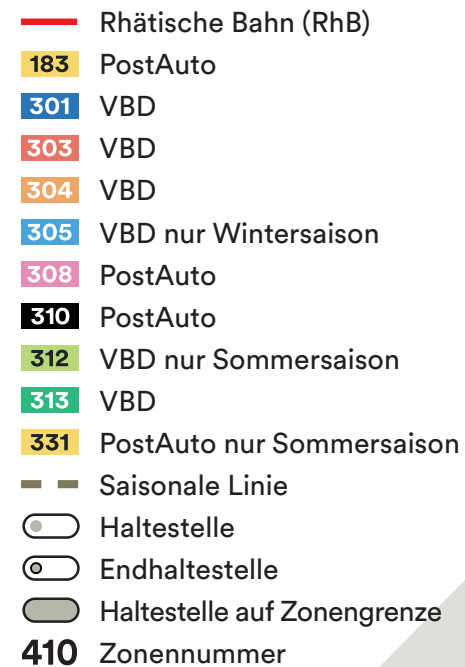 Rhätische Bahn (RhB)
183 PostAuto
301 VBD
303 VBD
304 VBD
305 VBD nur Wintersaison
308 PostAuto
310 PostAuto
312 VBD nur Sommersaison
313 VBD
331 PostAuto nur Sommersaison
Saisonale Linie
Haltestelle
Endhaltestelle
Haltestelle auf Zonengrenze
410 Zonennummer